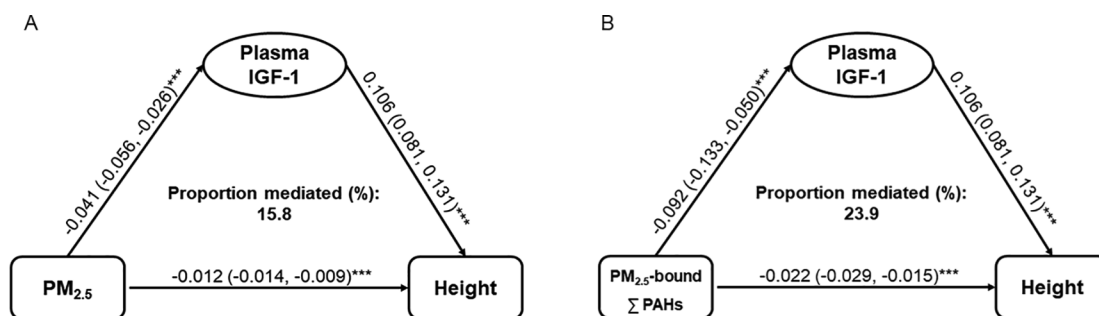 A
Plasma
IGF-1
-0.041 (-0.056, -0.026)***
0.106 (0.081, 0.131)***
Proportion mediated (%):
15.8
PM2.5
-0.012 (-0.014, -0.009)***
Height
B
Plasma
IGF-1
-0.092 (-0.133, -0.050)***
0.106 (0.081, 0.131)***
Proportion mediated (%):
23.9
PM2.5-bound
∑ PAHs
-0.022 (-0.029, -0.015)***
Height